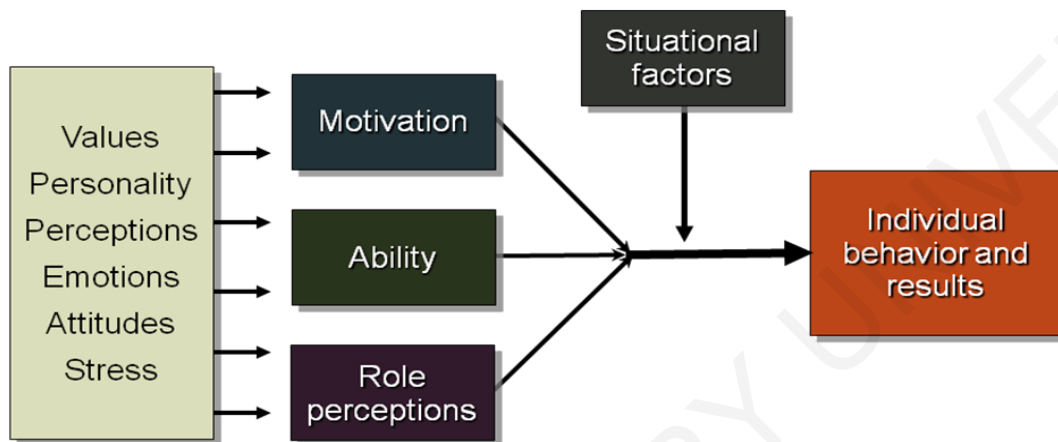 Values
Personality
Perceptions
Emotions
Attitudes
Stress
Motivation
Ability
Role
perceptions
Situational
factors
Individual
behavior and
results